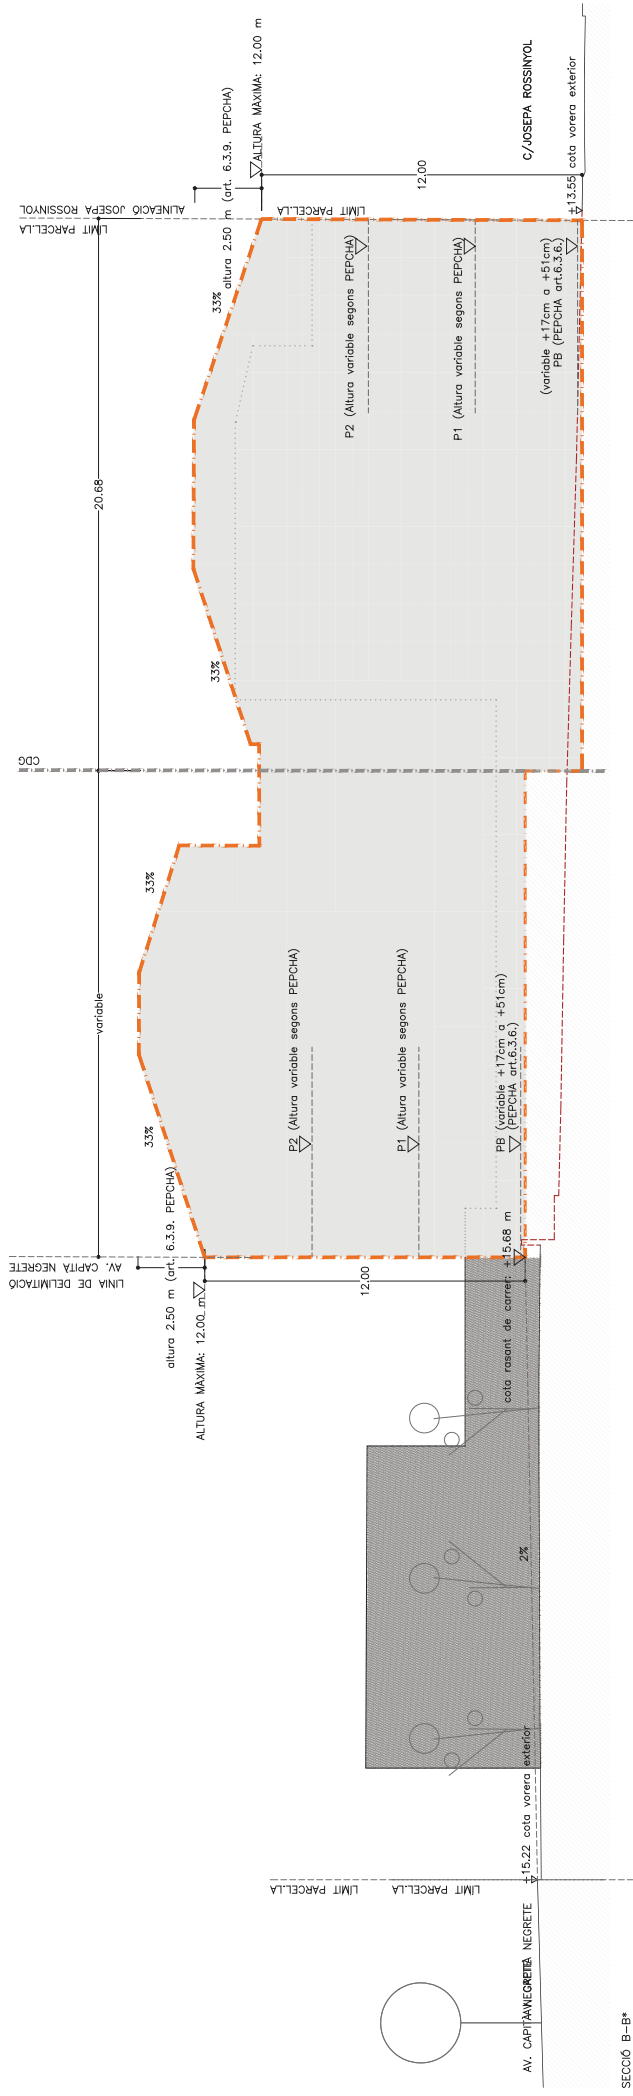 SECCIÓ B-B*
AV. CAPITÀ NEGRETE
+15.22 cota vorera exterior
LÍMIT PARCEL.LA
LÍMIT PARCEL.LA
2%
cota rasant de carrer: +15.68 m
12.00
ALTURA MÀXIMA: 12.00 m
altura 2.50 m (art. 6.3.9. PEPCHA)
LINIA DE DELIMITACIÓ
AV. CAPITÀ NEGRETE
33%
33%
variable
P2 (Altura variable segons PEPCHA)
P1 (Altura variable segons PEPCHA)
PB (variable +17cm a +51cm)
(PEPCHA art.6.3.6.)
CDG
20.68
33%
33%
P2 (Altura variable segons PEPCHA)
P1 (Altura variable segons PEPCHA)
(variable +17cm a +51cm)
PB (PEPCHA art.6.3.6.)
LÍMIT PARCEL.LA
ALINEACIÓ JOSEPA ROSSINYOL
LÍMIT PARCEL.LA
altura 2.50 m (art. 6.3.9. PEPCHA)
ALTURA MÀXIMA: 12.00 m
12.00
+13.55 cota vorera exterior
C/JOSEPA ROSSINYOL